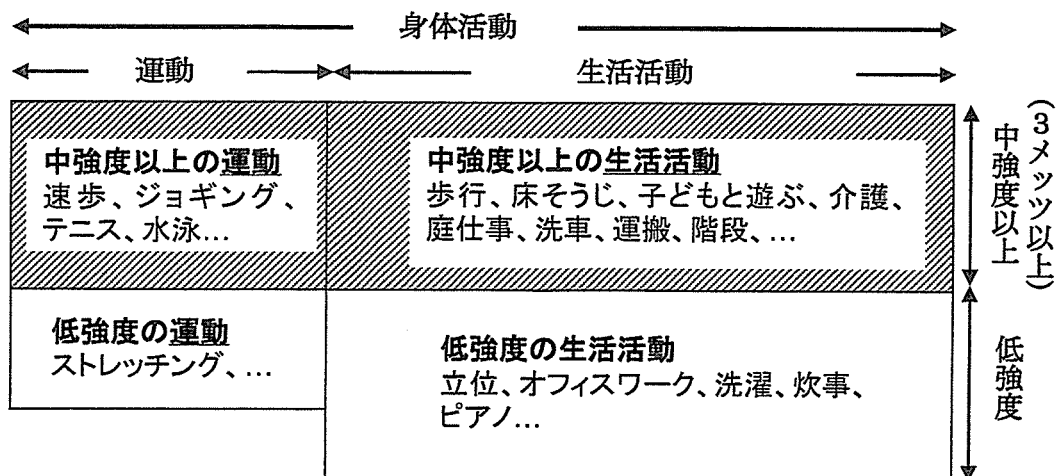 身体活動
運動
生活活動
中強度以上の運動
速歩、ジョギング、
テニス、水泳...
中強度以上の生活活動
歩行、床そうじ、子どもと遊ぶ、介護、
庭仕事、洗車、運搬、階段、...
(3メッツ以上)
中強度以上
低強度の運動
ストレッチング、...
低強度の生活活動
立位、オフィスワーク、洗濯、炊事、
ピアノ...
低強度